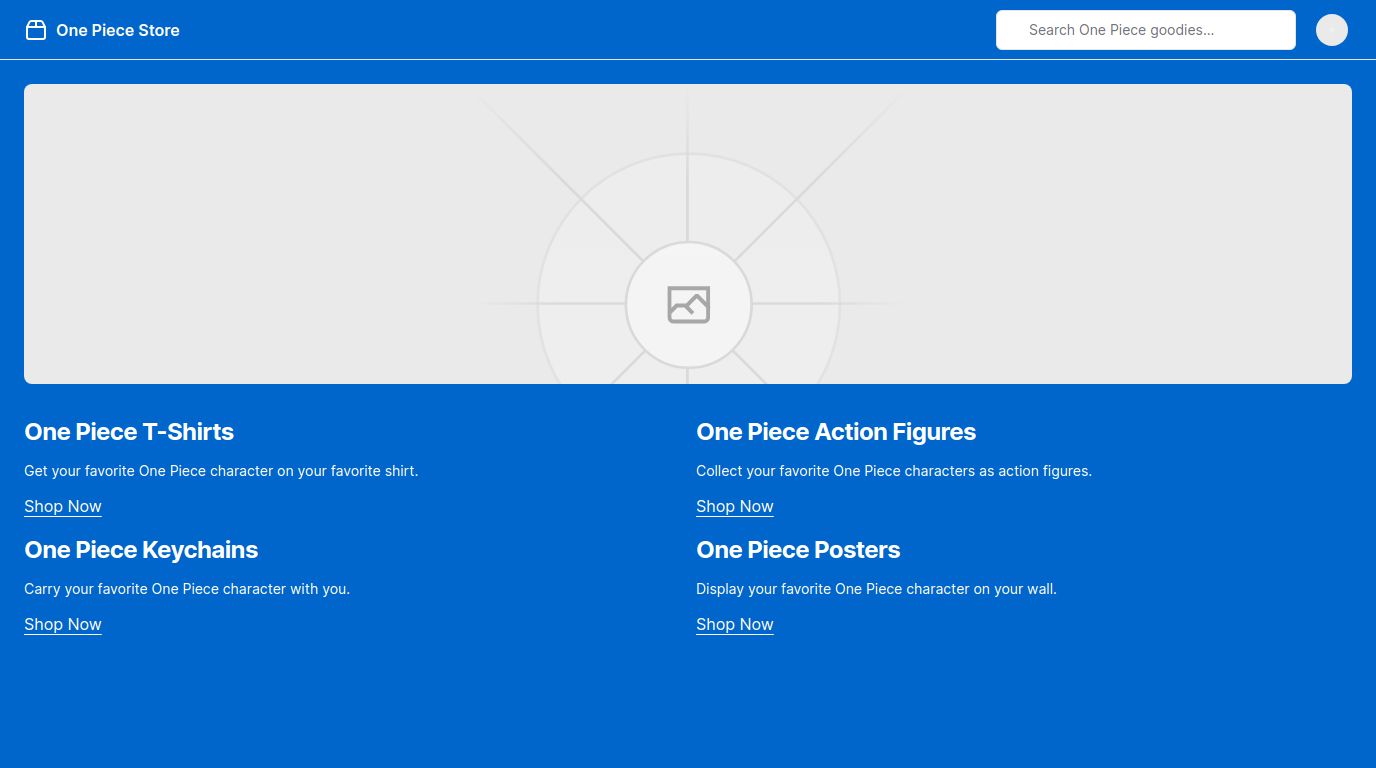 One Piece Store
Search One Piece goodies...
One Piece T-Shirts
Get your favorite One Piece character on your favorite shirt.
Shop Now
One Piece Action Figures
Collect your favorite One Piece characters as action figures.
Shop Now
One Piece Keychains
Carry your favorite One Piece character with you.
Shop Now
One Piece Posters
Display your favorite One Piece character on your wall.
Shop Now